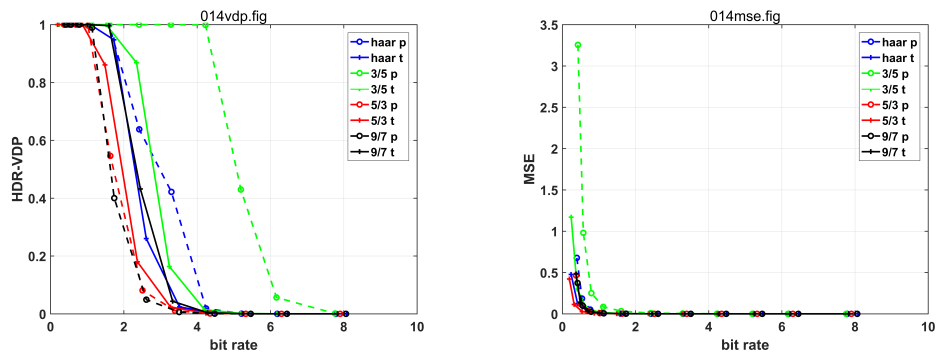 014vdp.fig
1
0.8
0.6
0.4
0.2
0
HDR-VDP
0 2 4 6 8 10
bit rate
haar p
haar t
3/5 p
3/5 t
5/3 p
5/3 t
9/7 p
9/7 t
014mse.fig
3.5
3
2.5
2
1.5
1
0.5
0
MSE
0 2 4 6 8 10
bit rate
haar p
haar t
3/5 p
3/5 t
5/3 p
5/3 t
9/7 p
9/7 t